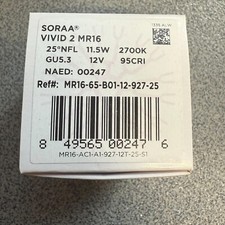 SORAA®
VIVID 2 MR16
25°NFL 11.5W 2700K
GU5.3 12V 95CRI
NAED: 00247
Ref#: MR16-65-B01-12-927-25
8 49565 00247 6
MR16-AC1-A1-927-12T-25-S1